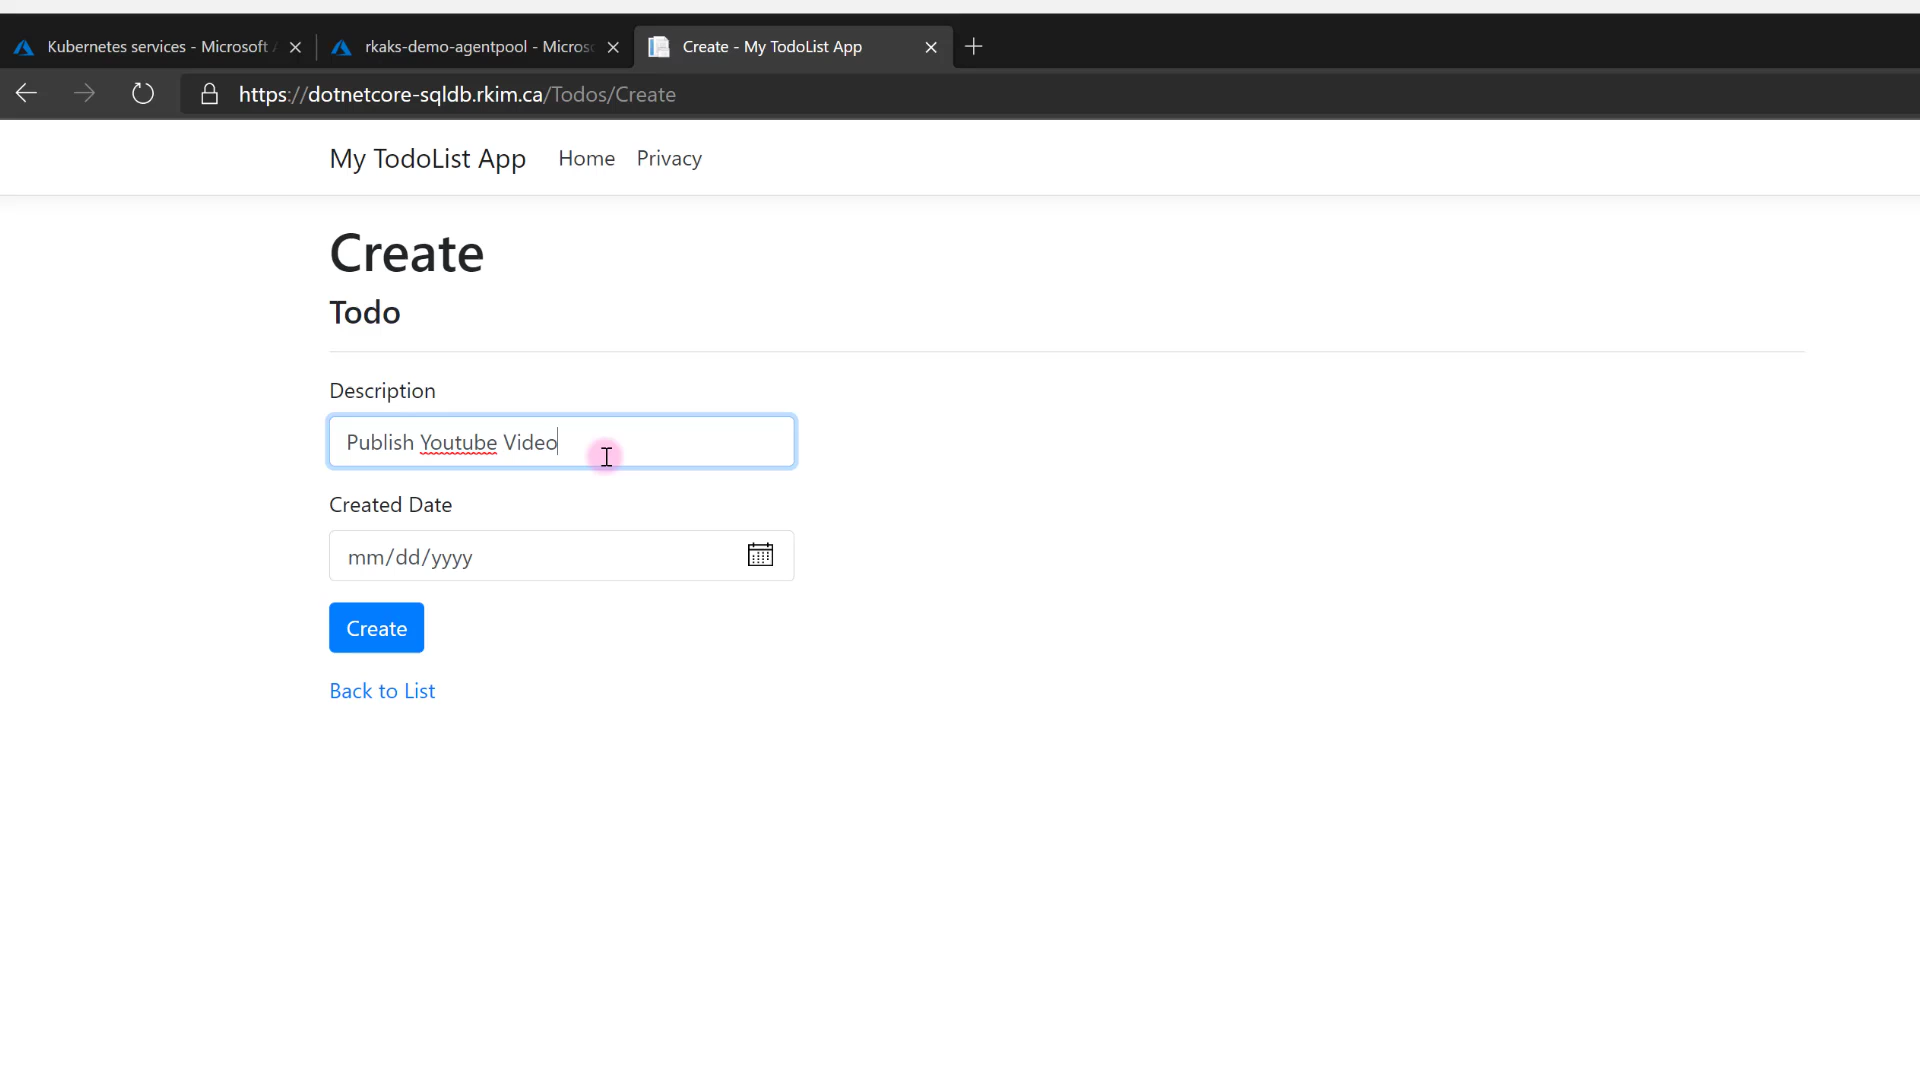 Kubernetes services - Microsoft
rkaks-demo-agentpool - Micros
Create - My TodoList App
https://dotnetcore-sqldb.rkim.ca/Todos/Create
My TodoList App Home Privacy
Create
Todo
Description
Publish Youtube Video
Created Date
mm/dd/yyyy
Create
Back to List